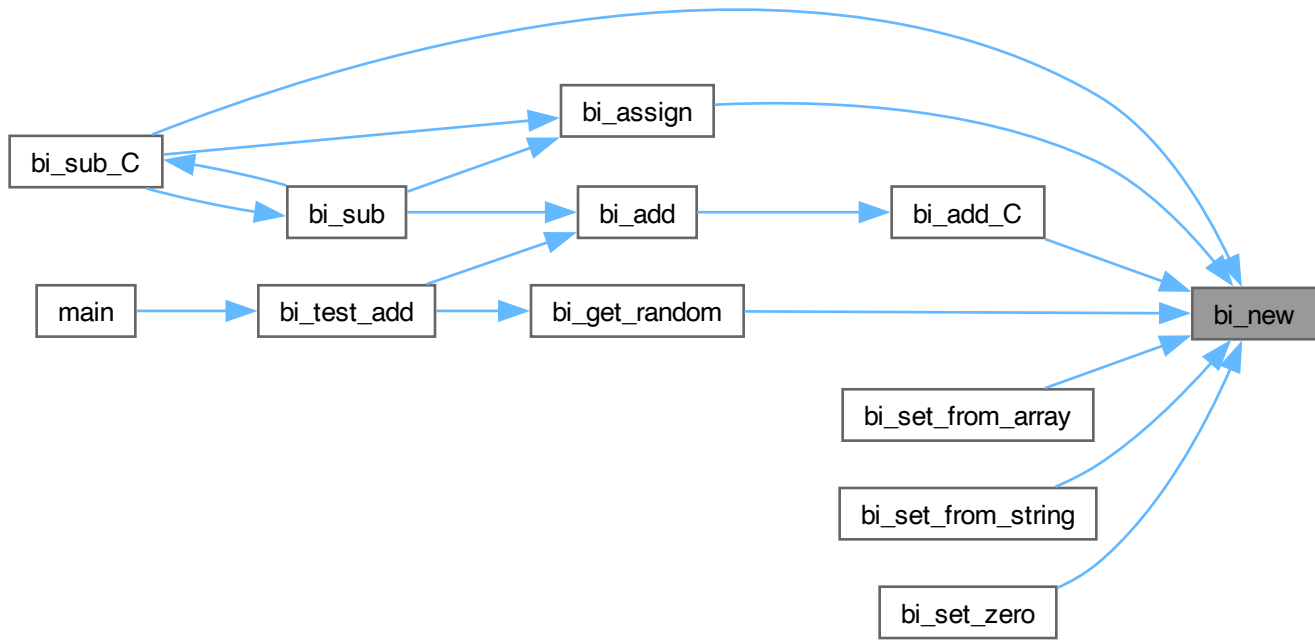 bi_assign
bi_sub_C
bi_sub
bi_add
bi_add_C
main
bi_test_add
bi_get_random
bi_new
bi_set_from_array
bi_set_from_string
bi_set_zero